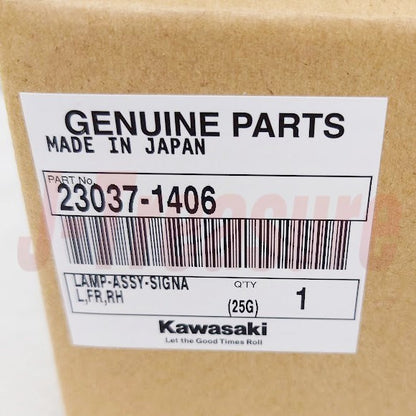 GENUINE PARTS
MADE IN JAPAN
PART No.
23037-1406
LAMP-ASSY-SIGNA
L,FR,RH
Q'TY
(25G) 1
Kawasaki
Let the Good Times Roll